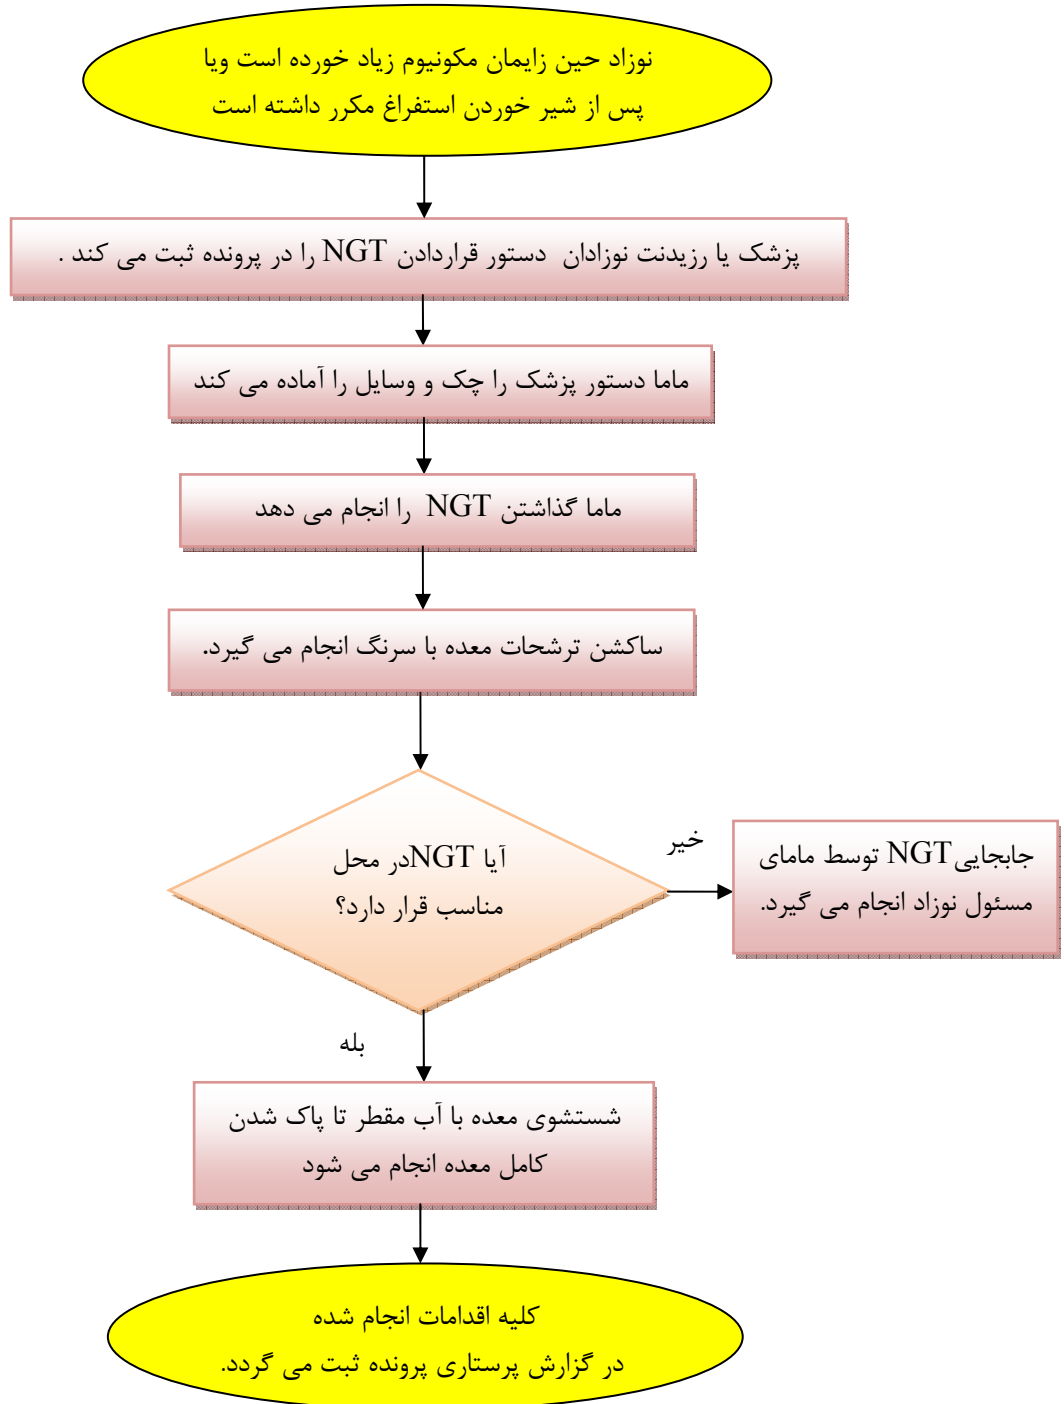 نوزاد حین زایمان مکونیوم زیاد خورده است ویا
پس از شیر خوردن استفراغ مکرر داشته است
پزشک یا رزیدنت نوزادان دستور قراردادن NGT را در پرونده ثبت می کند .
ماما دستور پزشک را چک و وسایل را آماده می کند
ماما گذاشتن NGT را انجام می دهد
ساکشن ترشحات معده با سرنگ انجام می گیرد.
آیا NGTدر محل
مناسب قرار دارد؟
خیر
جابجاییNGT توسط مامای
مسئول نوزاد انجام می گیرد.
بله
شستشوی معده با آب مقطر تا پاک شدن
کامل معده انجام می شود
کلیه اقدامات انجام شده
در گزارش پرستاری پرونده ثبت می گردد.